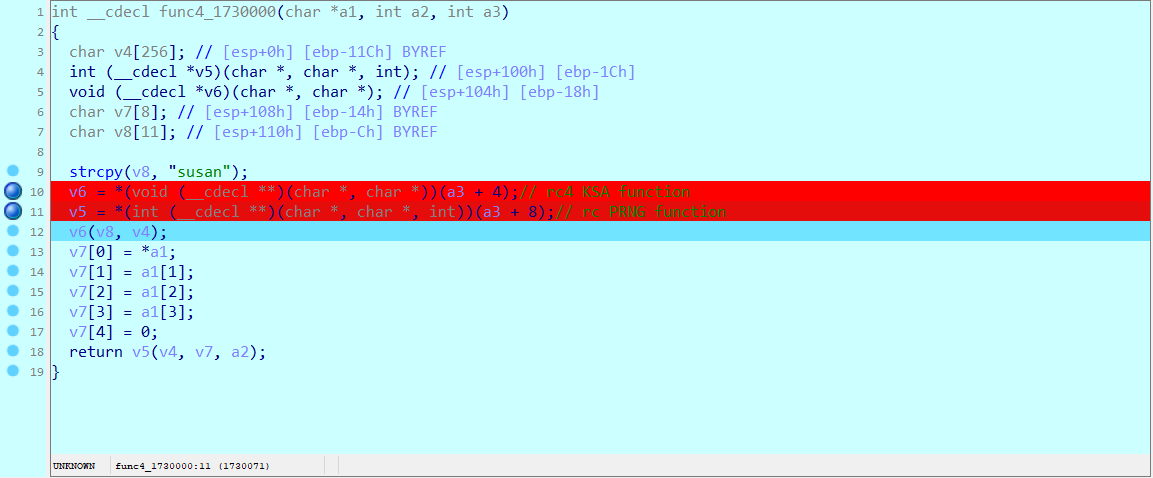 1 int __cdecl func4_1730000(char *a1, int a2, int a3)
2 {
3 char v4[256]; // [esp+0h] [ebp-11Ch] BYREF
4 int (__cdecl *v5)(char *, char *, int); // [esp+100h] [ebp-1Ch]
5 void (__cdecl *v6)(char *, char *); // [esp+104h] [ebp-18h]
6 char v7[8]; // [esp+108h] [ebp-14h] BYREF
7 char v8[11]; // [esp+110h] [ebp-Ch] BYREF
8
9 strcpy(v8, "susan");
10 v6 = *(void (__cdecl **)(char *, char *))(a3 + 4);// rc4 KSA function
11 v5 = *(int (__cdecl **)(char *, char *, int))(a3 + 8);// rc PRNG function
12 v6(v8, v4);
13 v7[0] = *a1;
14 v7[1] = a1[1];
15 v7[2] = a1[2];
16 v7[3] = a1[3];
17 v7[4] = 0;
18 return v5(v4, v7, a2);
19 }
UNKNOWN func4_1730000:11 (1730071)